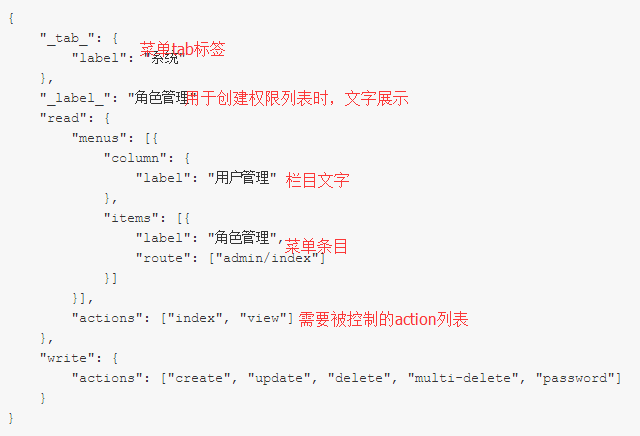 {
"_tab_": {
"label": "系统" 菜单tab标签
},
"_label_": "角色管理" 用于创建权限列表时，文字展示
"read": {
"menus": [{
"column": {
"label": "用户管理" 栏目文字
},
"items": [{
"label": "角色管理", 菜单条目
"route": ["admin/index"]
}]
}],
"actions": ["index", "view"] 需要被控制的action列表
},
"write": {
"actions": ["create", "update", "delete", "multi-delete", "password"]
}
}